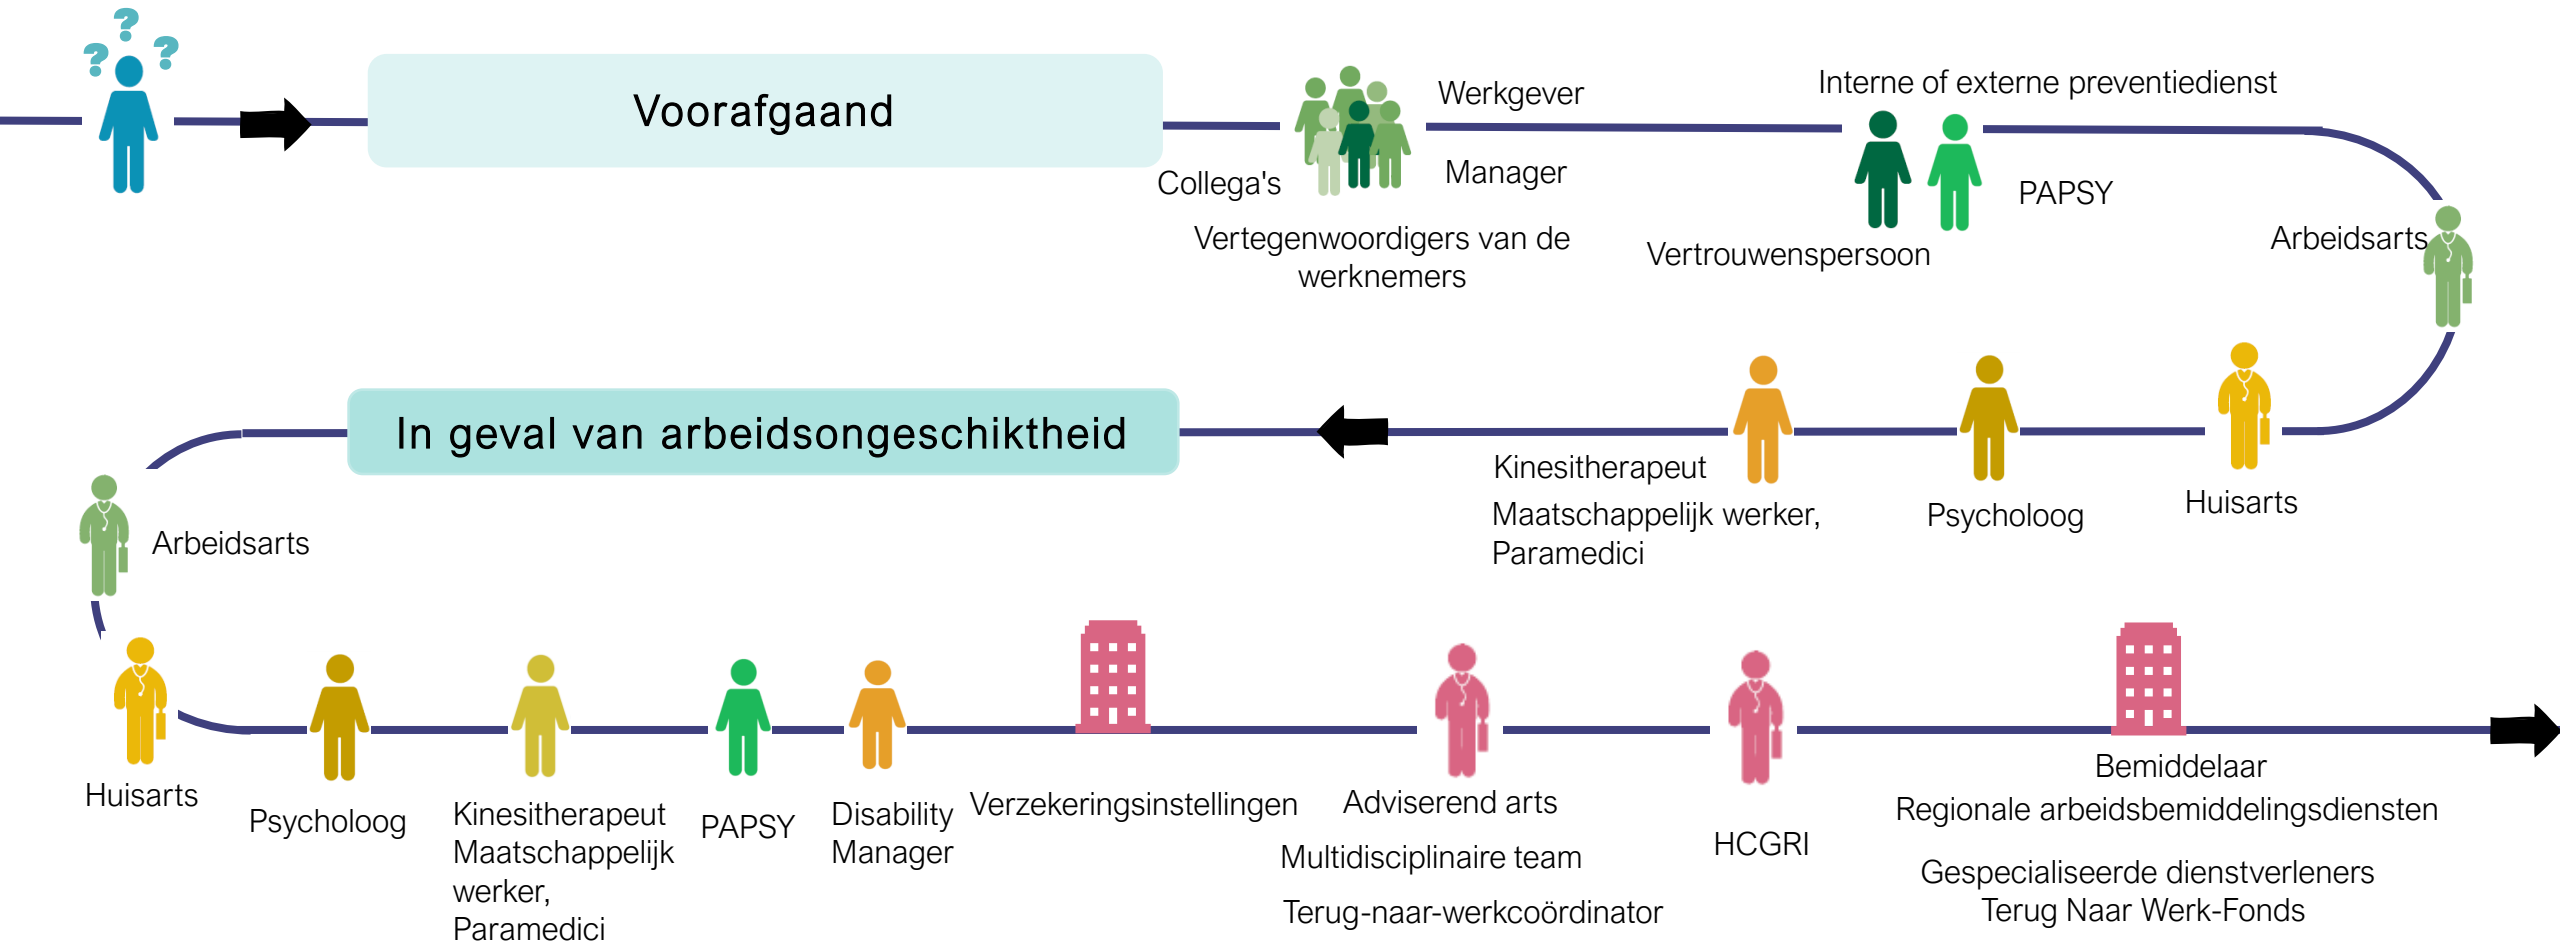 ? ? ?
Voorafgaand
Collega's
Werkgever
Manager
Vertegenwoordigers van de
werknemers
Interne of externe preventiedienst
PAPSY
Vertrouwenspersoon
Arbeidsarts
Huisarts
Psycholoog
Kinesitherapeut
Maatschappelijk werker,
Paramedici
In geval van arbeidsongeschiktheid
Arbeidsarts
Huisarts
Psycholoog
Kinesitherapeut
Maatschappelijk
werker,
Paramedici
PAPSY
Disability
Manager
Verzekeringsinstellingen
Adviserend arts
Multidisciplinaire team
Terug-naar-werkcoördinator
HCGRI
Bemiddelaar
Regionale arbeidsbemiddelingsdiensten
Gespecialiseerde dienstverleners
Terug Naar Werk-Fonds